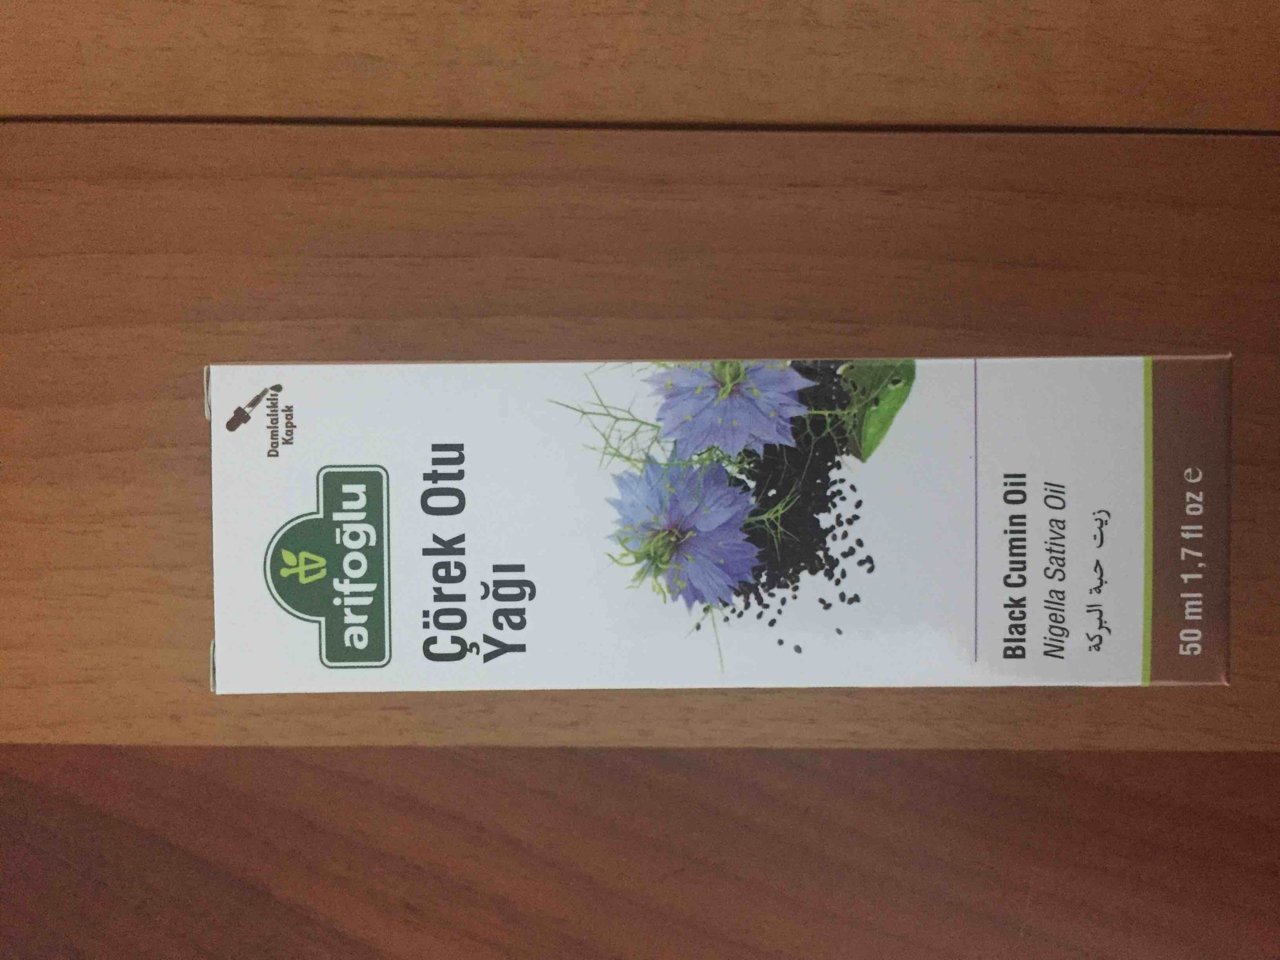 Damlalıklı
Kapak
arifoğlu
Çörek Otu
Yağı
Black Cumin Oil
Nigella Sativa Oil
زيت حبة البركة
50 ml 1,7 fl oz ℮